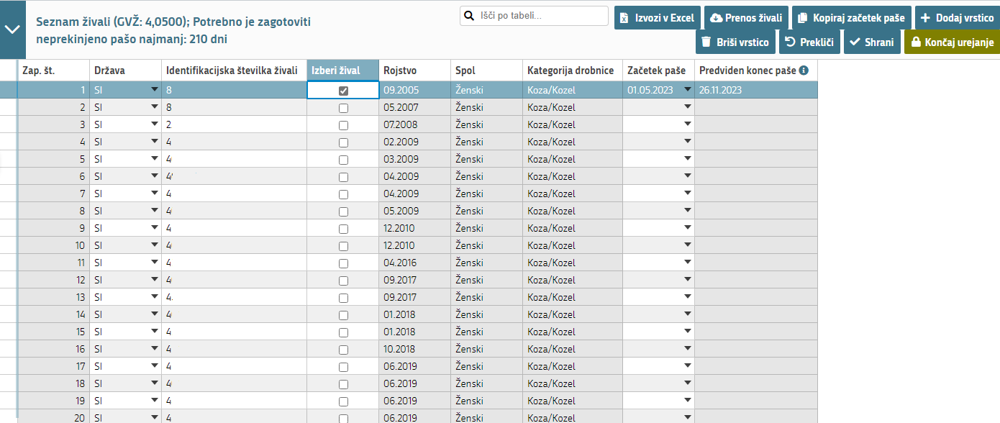 Seznam živali (GVŽ: 4,0500); Potrebno je zagotoviti
neprekinjeno pašo najmanj: 210 dni
Išči po tabeli...
Izvozi v Excel
Prenos živali
Kopiraj začetek paše
Dodaj vrstico
Briši vrstico
Prekliči
Shrani
Končaj urejanje
Zap. št. Država Identifikacijska številka živali Izberi žival Rojstvo Spol Kategorija drobnice Začetek paše Predviden konec paše
1 SI 8 09.2005 Ženski Koza/Kozel 01.05.2023 26.11.2023
2 SI 8 05.2007 Ženski Koza/Kozel
3 SI 2 07.2008 Ženski Koza/Kozel
4 SI 4 02.2009 Ženski Koza/Kozel
5 SI 4 03.2009 Ženski Koza/Kozel
6 SI 4 04.2009 Ženski Koza/Kozel
7 SI 4 04.2009 Ženski Koza/Kozel
8 SI 4 05.2009 Ženski Koza/Kozel
9 SI 4 12.2010 Ženski Koza/Kozel
10 SI 4 12.2010 Ženski Koza/Kozel
11 SI 4 04.2016 Ženski Koza/Kozel
12 SI 4 09.2017 Ženski Koza/Kozel
13 SI 4 09.2017 Ženski Koza/Kozel
14 SI 4 01.2018 Ženski Koza/Kozel
15 SI 4 01.2018 Ženski Koza/Kozel
16 SI 4 10.2018 Ženski Koza/Kozel
17 SI 4 06.2019 Ženski Koza/Kozel
18 SI 4 06.2019 Ženski Koza/Kozel
19 SI 4 06.2019 Ženski Koza/Kozel
20 SI 4 06.2019 Ženski Koza/Kozel